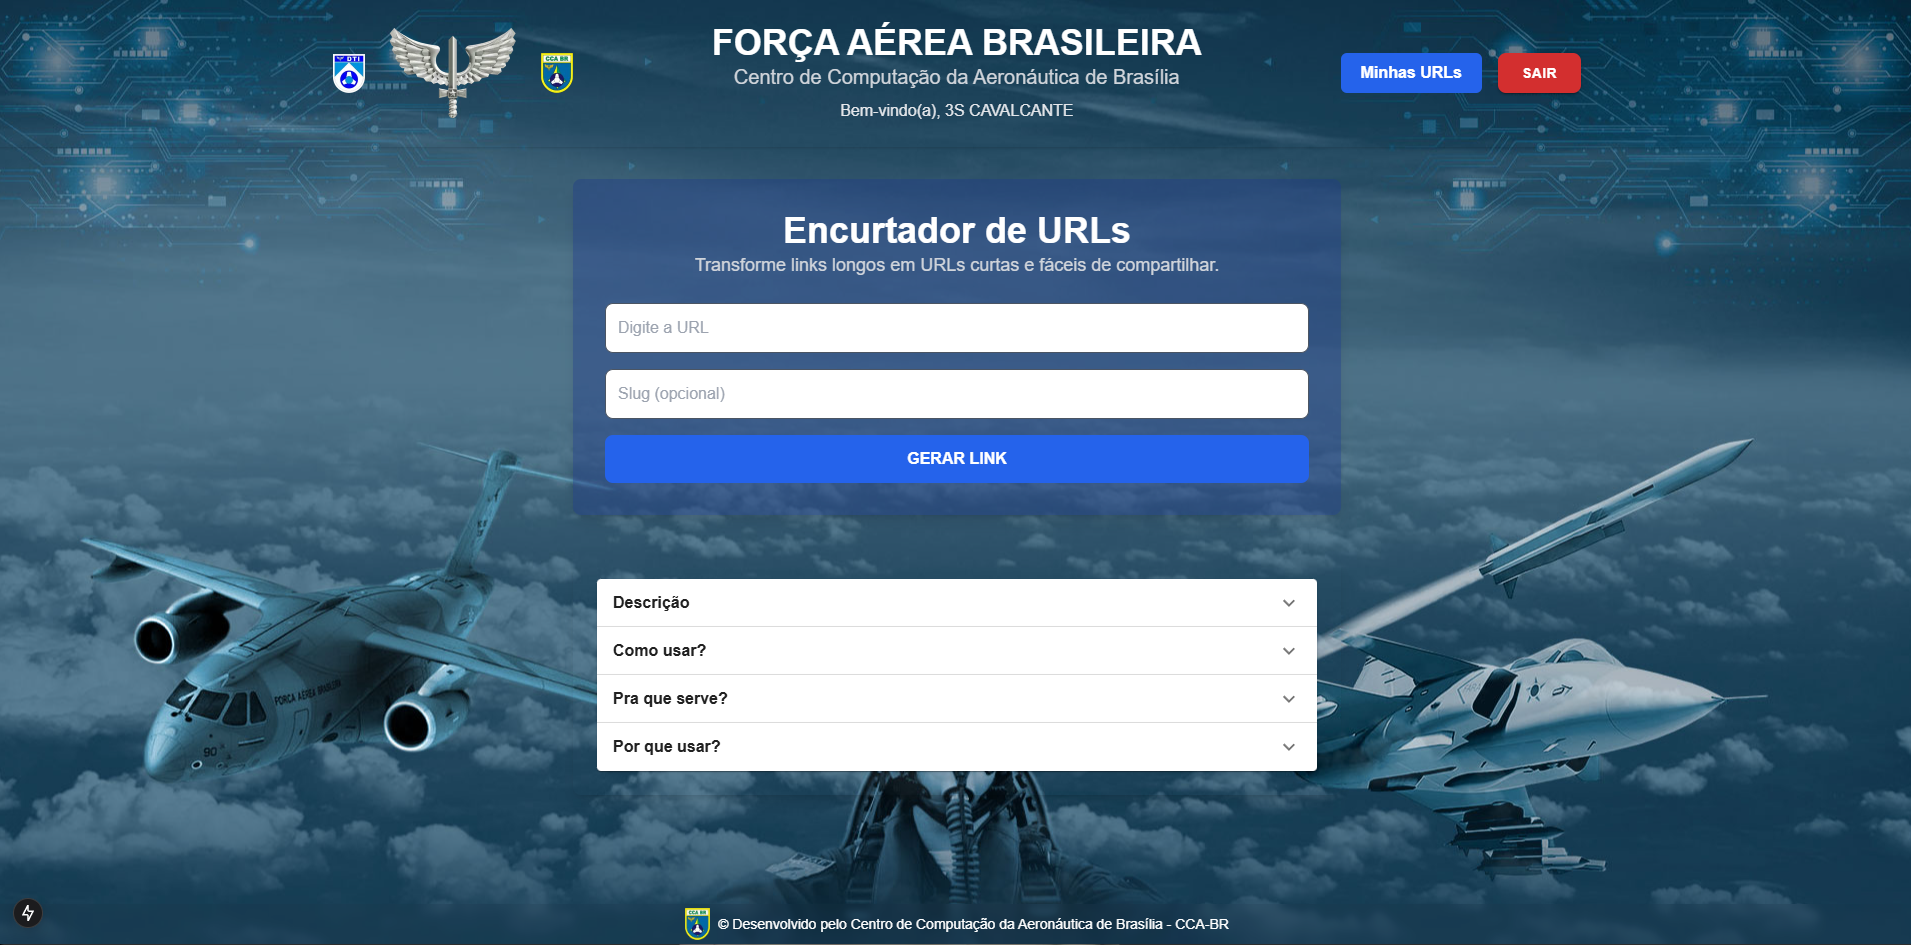 DTI
CCA BR
FORÇA AÉREA BRASILEIRA
Centro de Computação da Aeronáutica de Brasília
Bem-vindo(a), 3S CAVALCANTE
Minhas URLs
SAIR
Encurtador de URLs
Transforme links longos em URLs curtas e fáceis de compartilhar.
Digite a URL
Slug (opcional)
GERAR LINK
Descrição
Como usar?
Pra que serve?
Por que usar?
FORÇA AÉREA BRASILEIRA
90
CCA BR
© Desenvolvido pelo Centro de Computação da Aeronáutica de Brasília - CCA-BR